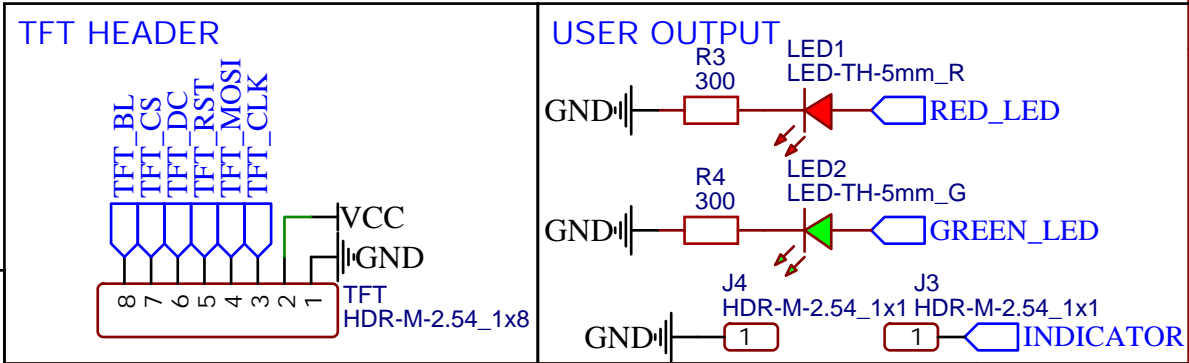 TFT HEADER
TFT_BL
TFT_CS
TFT_DC
TFT_RST
TFT_MOSI
TFT_CLK
VCC
GND
8
7
6
5
4
3
2
1
TFT
HDR-M-2.54_1x8
USER OUTPUT
R3
300
LED1
LED-TH-5mm_R
GND
RED_LED
R4
300
LED2
LED-TH-5mm_G
GND
GREEN_LED
J4
HDR-M-2.54_1x1
J3
HDR-M-2.54_1x1
GND
1
1
INDICATOR